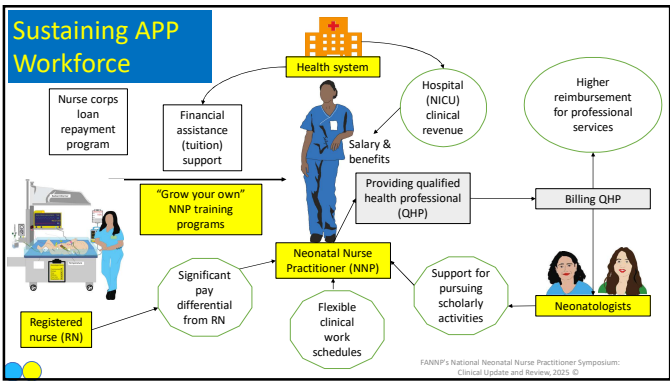 Sustaining APP
Workforce
Health system
Nurse corps
loan
repayment
program
Financial
assistance
(tuition)
support
Hospital
(NICU)
clinical
revenue
Higher
reimbursement
for professional
services
Salary &
benefits
"Grow your own"
NNP training
programs
Providing qualified
health professional
(QHP)
Billing QHP
Neonatal Nurse
Practitioner (NNP)
Significant
pay
differential
from RN
Flexible
clinical
work
schedules
Support for
pursuing
scholarly
activities
Neonatologists
Registered
nurse (RN)
FANNP's National Neonatal Nurse Practitioner Symposium:
Clinical Update and Review, 2025 ©